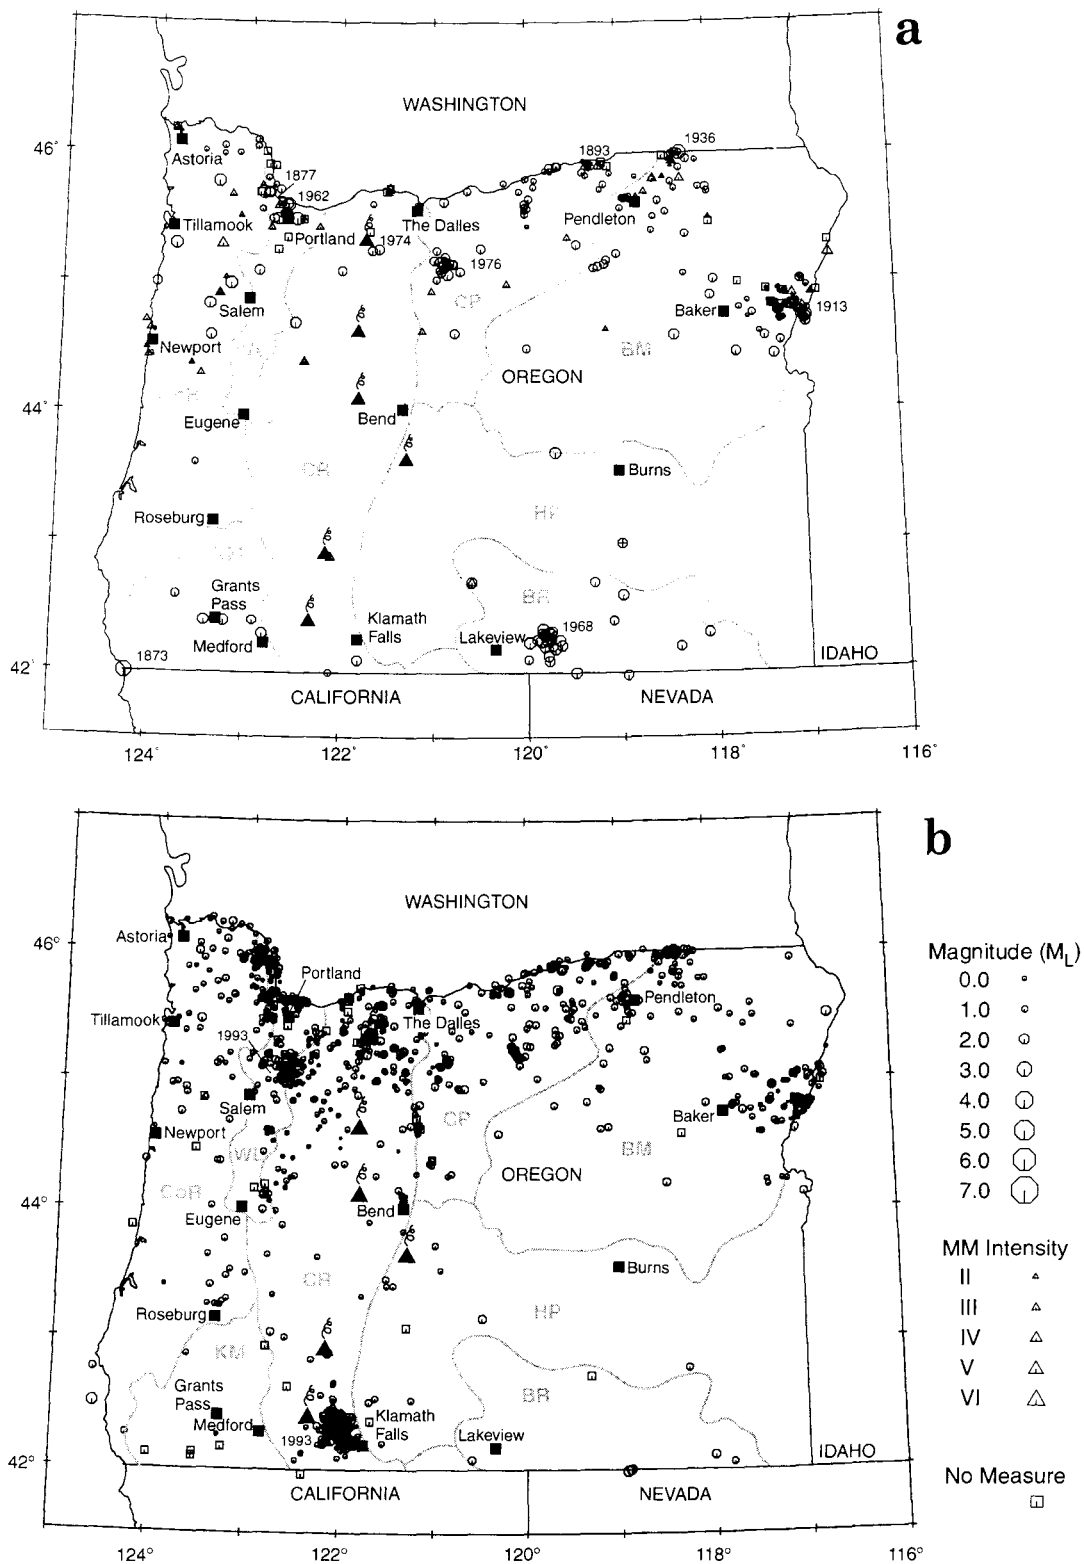 a
WASHINGTON
46°
Astoria
1877
1962
1893
1936
Tillamook
Portland
1974
The Dalles
Pendleton
1976
CP
Salem
Baker
1913
Newport
BM
OREGON
44°
Eugene
Bend
CR
Burns
Roseburg
HP
Grants
Pass
BR
Medford
Klamath
Falls
Lakeview
1968
1873
42°
IDAHO
CALIFORNIA
NEVADA
124°
122°
120°
118°
116°
b
WASHINGTON
Astoria
46°
Portland
Pendleton
Tillamook
The Dalles
1993
Salem
CP
Baker
Newport
BM
OREGON
44°
Eugene
Bend
Burns
CR
HP
Roseburg
KM
Grants
Pass
BR
Medford
Klamath
Falls
1993
Lakeview
42°
IDAHO
CALIFORNIA
NEVADA
124°
122°
120°
118°
116°
Magnitude (ML)
0.0
1.0
2.0
3.0
4.0
5.0
6.0
7.0
MM Intensity
II
III
IV
V
VI
No Measure